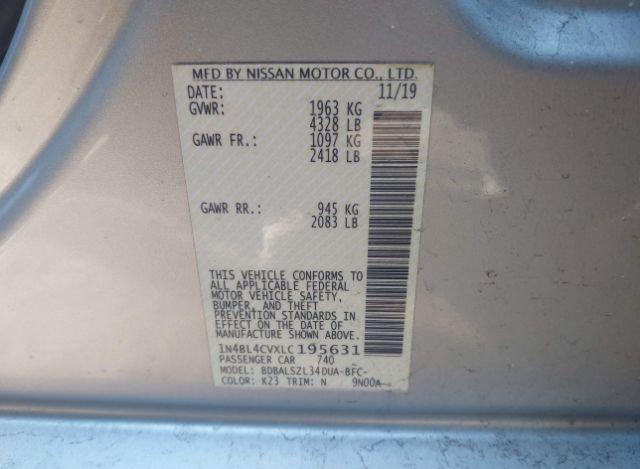 MFD BY NISSAN MOTOR CO., LTD.
DATE: 11/19
GVWR: 1963 KG
4328 LB
GAWR FR.: 1097 KG
2418 LB
GAWR RR.: 945 KG
2083 LB
THIS VEHICLE CONFORMS TO
ALL APPLICABLE FEDERAL
MOTOR VEHICLE SAFETY,
BUMPER, AND THEFT
PREVENTION STANDARDS IN
EFFECT ON THE DATE OF
MANUFACTURE SHOWN ABOVE.
1N4BL4CVXLC195631
PASSENGER CAR 740
MODEL: BDBALSZL34DUA-BFC-
COLOR: K23 TRIM: N 9N00A